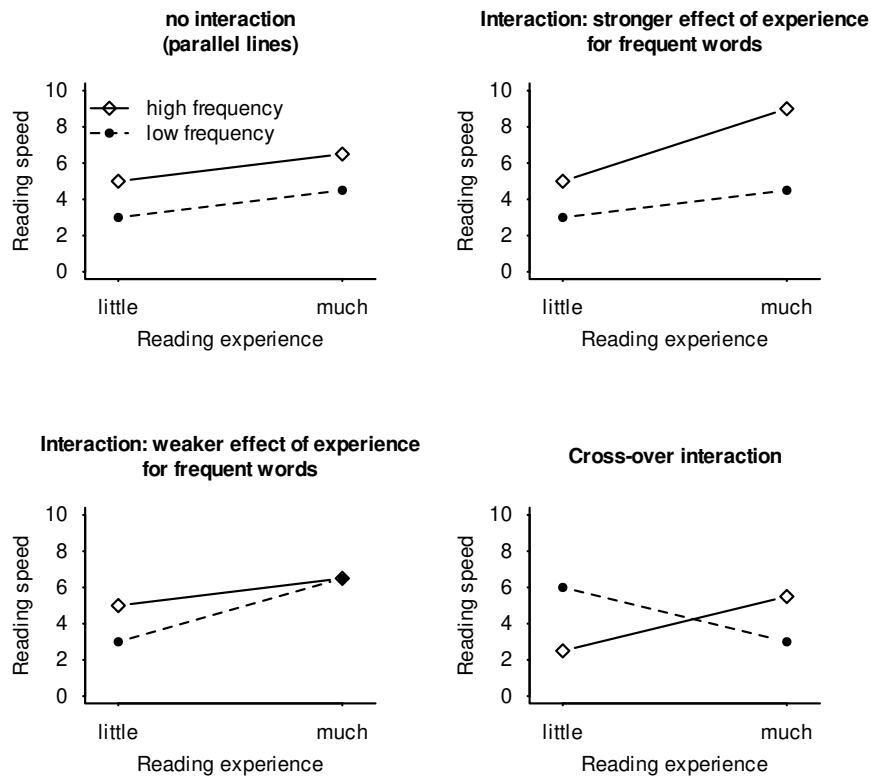 no interaction
(parallel lines)
10
8
6
4
2
0
Reading speed
high frequency
low frequency
little
much
Reading experience
Interaction: stronger effect of experience
for frequent words
10
8
6
4
2
0
Reading speed
little
much
Reading experience
Interaction: weaker effect of experience
for frequent words
10
8
6
4
2
0
Reading speed
little
much
Reading experience
Cross-over interaction
10
8
6
4
2
0
Reading speed
little
much
Reading experience